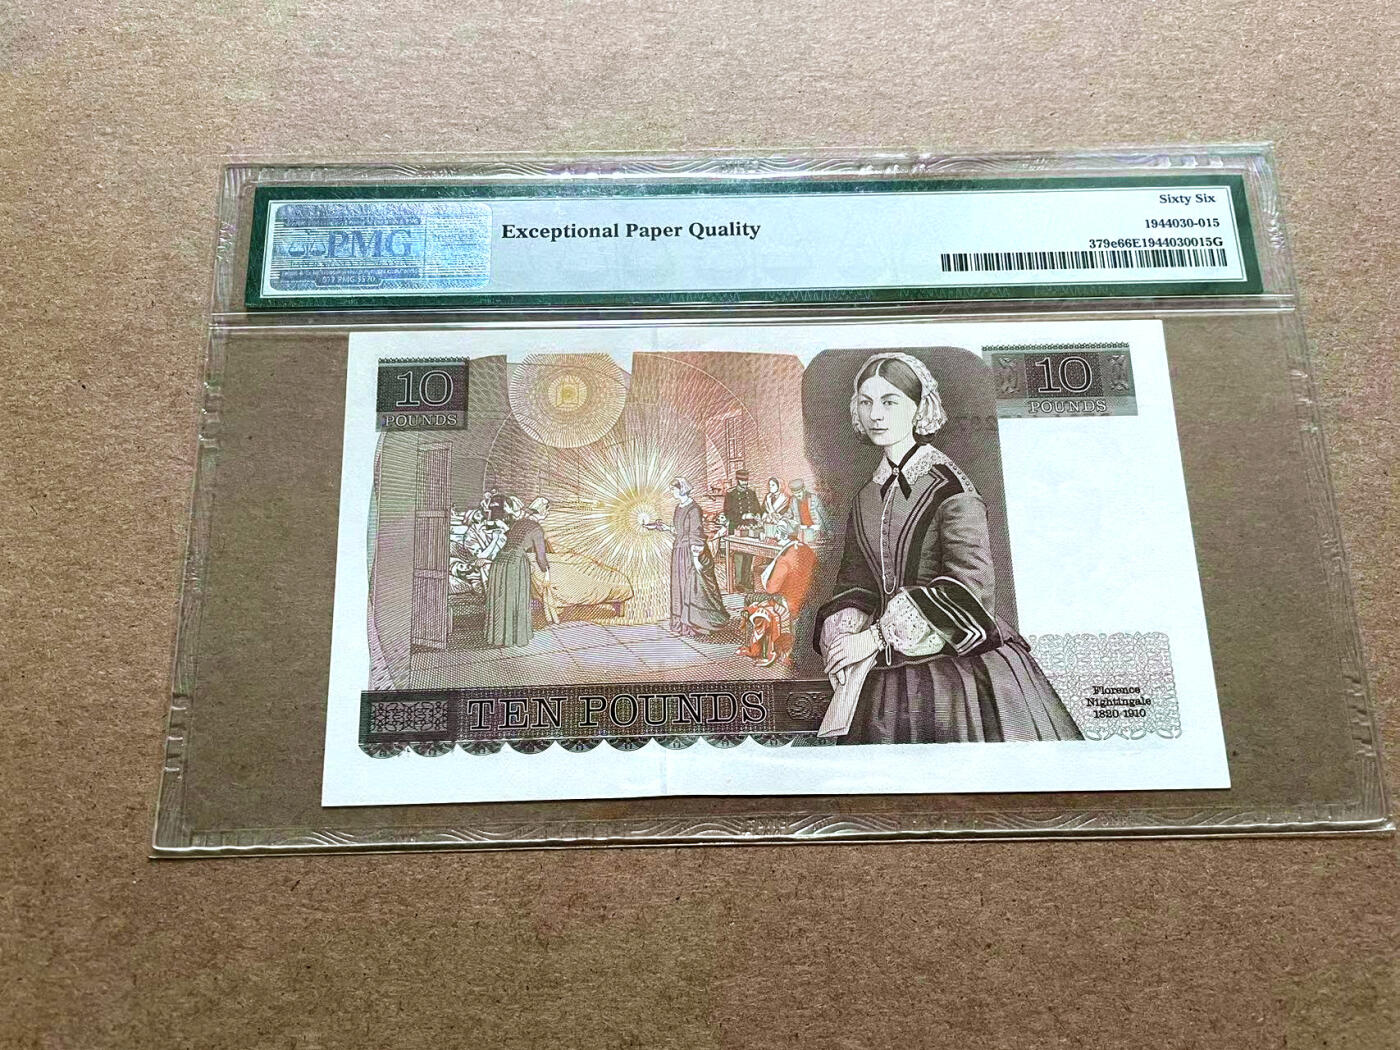 PMG
Exceptional Paper Quality
Sixty Six
1944030-015
379e66E1944030015G
10
POUNDS
10
POUNDS
TEN POUNDS
Florence
Nightingale
1820-1910